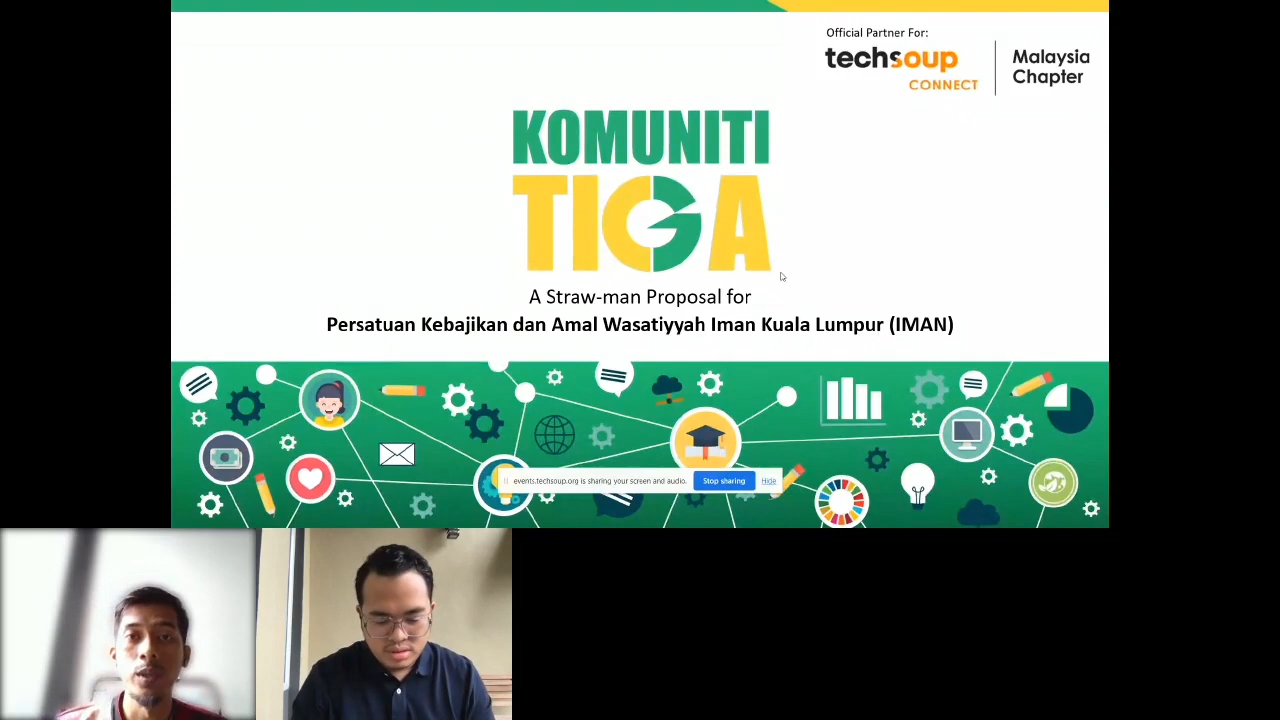 Official Partner For:
techsoup
CONNECT
Malaysia
Chapter
KOMUNITI
TIGA
A Straw-man Proposal for
Persatuan Kebajikan dan Amal Wasatiyyah Iman Kuala Lumpur (IMAN)
events.techsoup.org is sharing your screen and audio. Stop sharing Hide